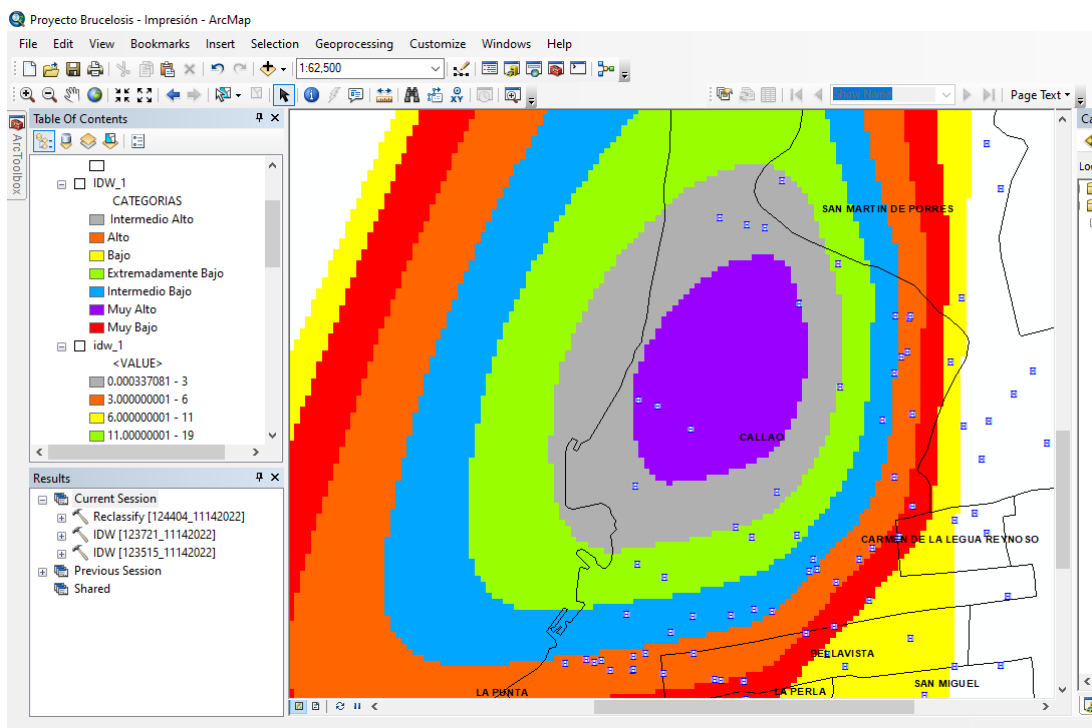 Proyecto Brucelosis - Impresión - ArcMap
File Edit View Bookmarks Insert Selection Geoprocessing Customize Windows Help
1:62,500
Page Text
Table Of Contents
ArcToolbox
IDW_1
CATEGORIAS
Intermedio Alto
Alto
Bajo
Extremadamente Bajo
Intermedio Bajo
Muy Alto
Muy Bajo
idw_1
<VALUE>
0.000337081 - 3
3.000000001 - 6
6.000000001 - 11
11.00000001 - 19
Results
Current Session
Reclassify [124404_11142022]
IDW [123721_11142022]
IDW [123515_11142022]
Previous Session
Shared
SAN MARTIN DE PORRES
CALLAO
CARMEN DE LA LEGUA REYNOSO
BELLAVISTA
SAN MIGUEL
LA PUNTA
LA PERLA
Ca
Loc